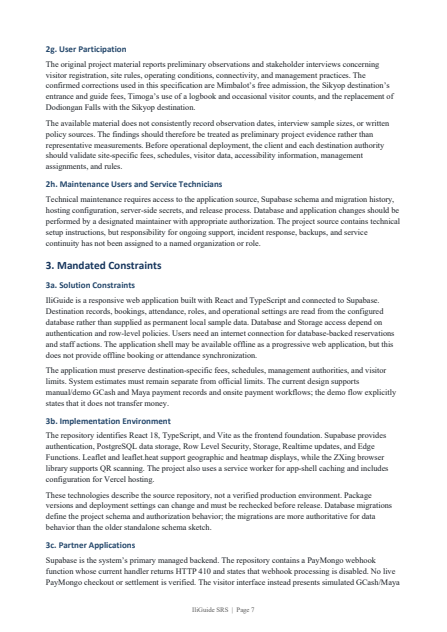 2g. User Participation
The original project material reports preliminary observations and stakeholder interviews concerning
visitor registration, site rules, operating conditions, connectivity, and management practices. The
confirmed corrections used in this specification are Mimbalot's free admission, the Sikyop destination's
entrance and guide fees, Timoga's use of a logbook and occasional visitor counts, and the replacement of
Dodiongan Falls with the Sikyop destination.
The available material does not consistently record observation dates, interview sample sizes, or written
policy sources. The findings should therefore be treated as preliminary project evidence rather than
representative measurements. Before operational deployment, the client and each destination authority
should validate site-specific fees, schedules, visitor data, accessibility information, management
assignments, and rules.
2h. Maintenance Users and Service Technicians
Technical maintenance requires access to the application source, Supabase schema and migration history,
hosting configuration, server-side secrets, and release process. Database and application changes should be
performed by a designated maintainer with appropriate authorization. The project source contains technical
setup instructions, but responsibility for ongoing support, incident response, backups, and service
continuity has not been assigned to a named organization or role.
3. Mandated Constraints
3a. Solution Constraints
IliGuide is a responsive web application built with React and TypeScript and connected to Supabase.
Destination records, bookings, attendance, roles, and operational settings are read from the configured
database rather than supplied as permanent local sample data. Database and Storage access depend on
authentication and row-level policies. Users need an internet connection for database-backed reservations
and staff actions. The application shell may be available offline as a progressive web application, but this
does not provide offline booking or attendance synchronization.
The application must preserve destination-specific fees, schedules, management authorities, and visitor
limits. System estimates must remain separate from official limits. The current design supports
manual/demo GCash and Maya payment records and onsite payment workflows; the demo flow explicitly
states that it does not transfer money.
3b. Implementation Environment
The repository identifies React 18, TypeScript, and Vite as the frontend foundation. Supabase provides
authentication, PostgreSQL data storage, Row Level Security, Storage, Realtime updates, and Edge
Functions. Leaflet and leaflet.heat support geographic and heatmap displays, while the ZXing browser
library supports QR scanning. The project also uses a service worker for app-shell caching and includes
configuration for Vercel hosting.
These technologies describe the source repository, not a verified production environment. Package
versions and deployment settings can change and must be rechecked before release. Database migrations
define the project schema and authorization behavior; the migrations are more authoritative for data
behavior than the older standalone schema sketch.
3c. Partner Applications
Supabase is the system's primary managed backend. The repository contains a PayMongo webhook
function whose current handler returns HTTP 410 and states that webhook processing is disabled. No live
PayMongo checkout or settlement is verified. The visitor interface instead presents simulated GCash/Maya
IliGuide SRS | Page 7